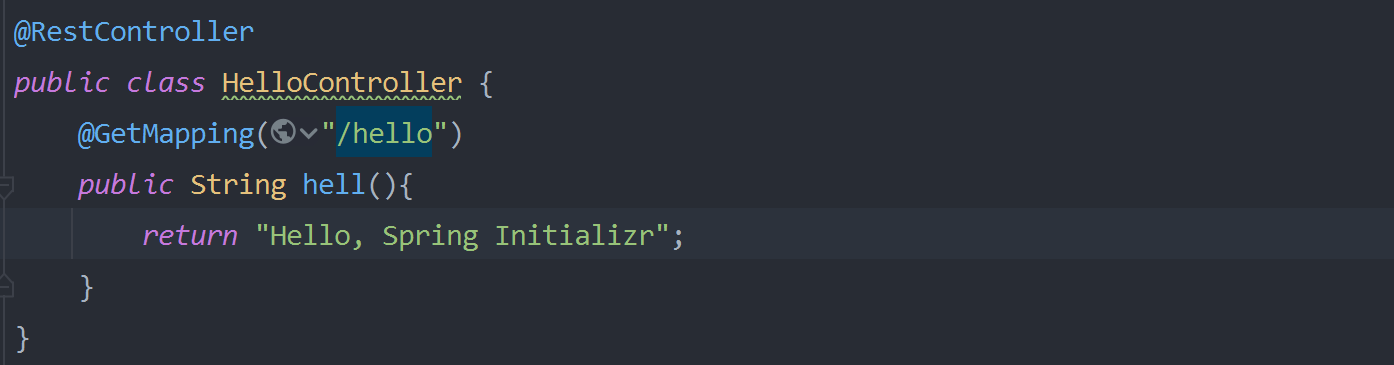 @RestController
public class HelloController {
@GetMapping("/hello")
public String hell(){
return "Hello, Spring Initializr";
}
}